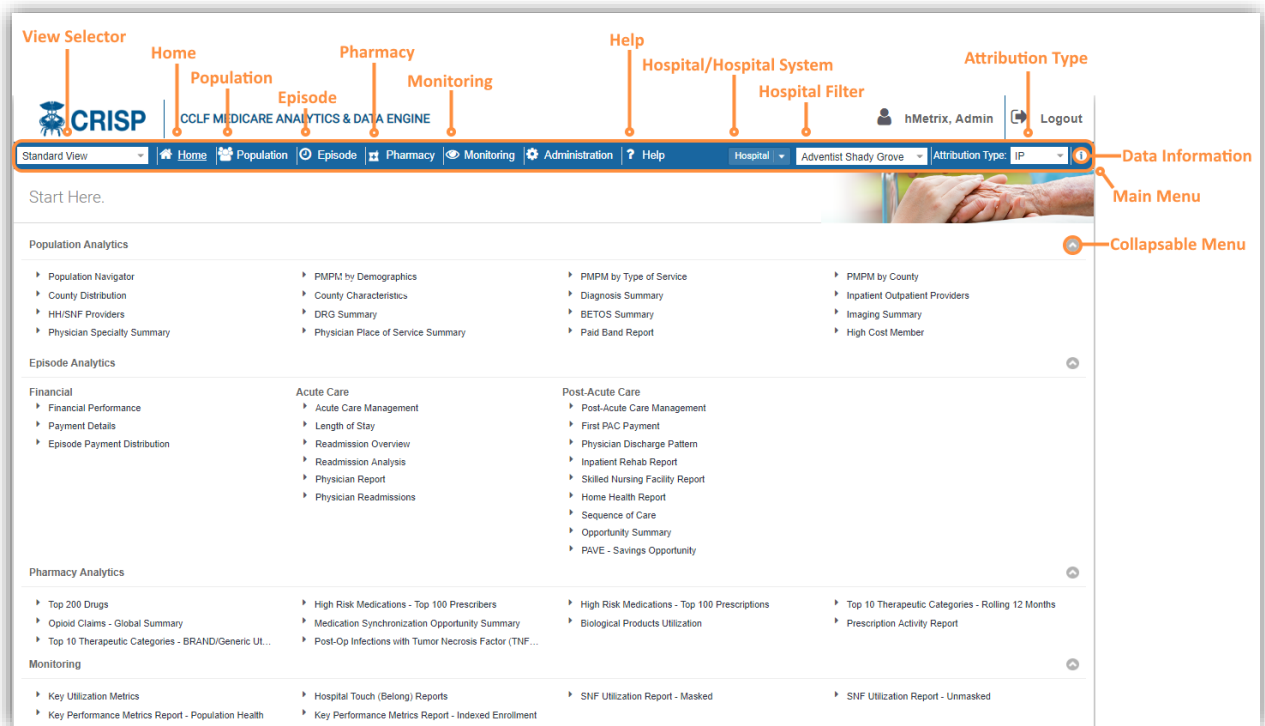 View Selector
Home
Population
Episode
Pharmacy
Monitoring
Help
Hospital/Hospital System
Hospital Filter
Attribution Type
CRISP CCLF MEDICARE ANALYTICS & DATA ENGINE hMetrix, Admin Logout
Standard View Home Population Episode Pharmacy Monitoring Administration ? Help Hospital Adventist Shady Grove Attribution Type: IP i
Data Information
Main Menu
Start Here.
Collapsable Menu
Population Analytics
Population Navigator PMPM by Demographics PMPM by Type of Service PMPM by County
County Distribution County Characteristics Diagnosis Summary Inpatient Outpatient Providers
HH/SNF Providers DRG Summary BETOS Summary Imaging Summary
Physician Specialty Summary Physician Place of Service Summary Paid Band Report High Cost Member
Episode Analytics
Financial
Financial Performance
Payment Details
Episode Payment Distribution
Acute Care
Acute Care Management
Length of Stay
Readmission Overview
Readmission Analysis
Physician Report
Physician Readmissions
Post-Acute Care
Post-Acute Care Management
First PAC Payment
Physician Discharge Pattern
Inpatient Rehab Report
Skilled Nursing Facility Report
Home Health Report
Sequence of Care
Opportunity Summary
PAVE - Savings Opportunity
Pharmacy Analytics
Top 200 Drugs High Risk Medications - Top 100 Prescribers High Risk Medications - Top 100 Prescriptions Top 10 Therapeutic Categories - Rolling 12 Months
Opioid Claims - Global Summary Medication Synchronization Opportunity Summary Biological Products Utilization Prescription Activity Report
Top 10 Therapeutic Categories - BRAND/Generic Ut... Post-Op Infections with Tumor Necrosis Factor (TNF...
Monitoring
Key Utilization Metrics Hospital Touch (Belong) Reports SNF Utilization Report - Masked SNF Utilization Report - Unmasked
Key Performance Metrics Report - Population Health Key Performance Metrics Report - Indexed Enrollment